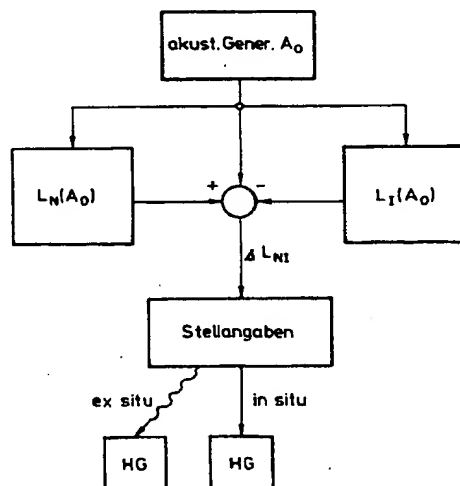 akust. Gener. A₀
L_N(A₀)
+
-
L_I(A₀)
Δ L_NI
Stellangaben
ex situ
in situ
HG
HG